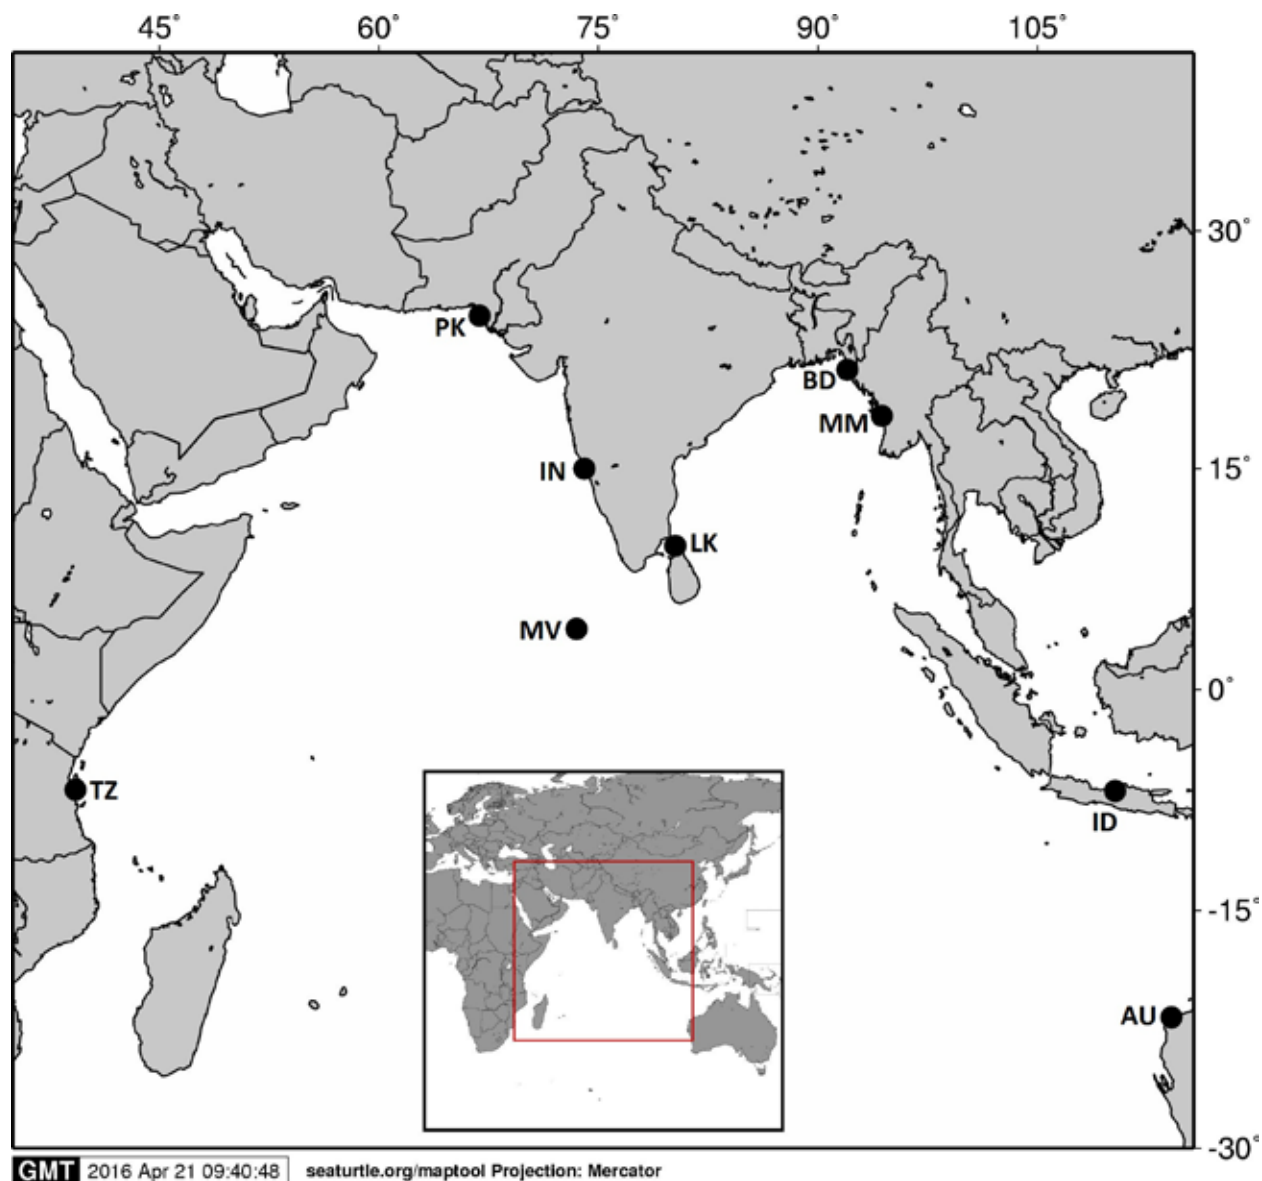 45° 60° 75° 90° 105°
30°
PK
BD
MM
IN
15°
LK
MV
0°
TZ
ID
-15°
AU
-30°
GMT 2016 Apr 21 09:40:48 seaturtle.org/maptool Projection: Mercator